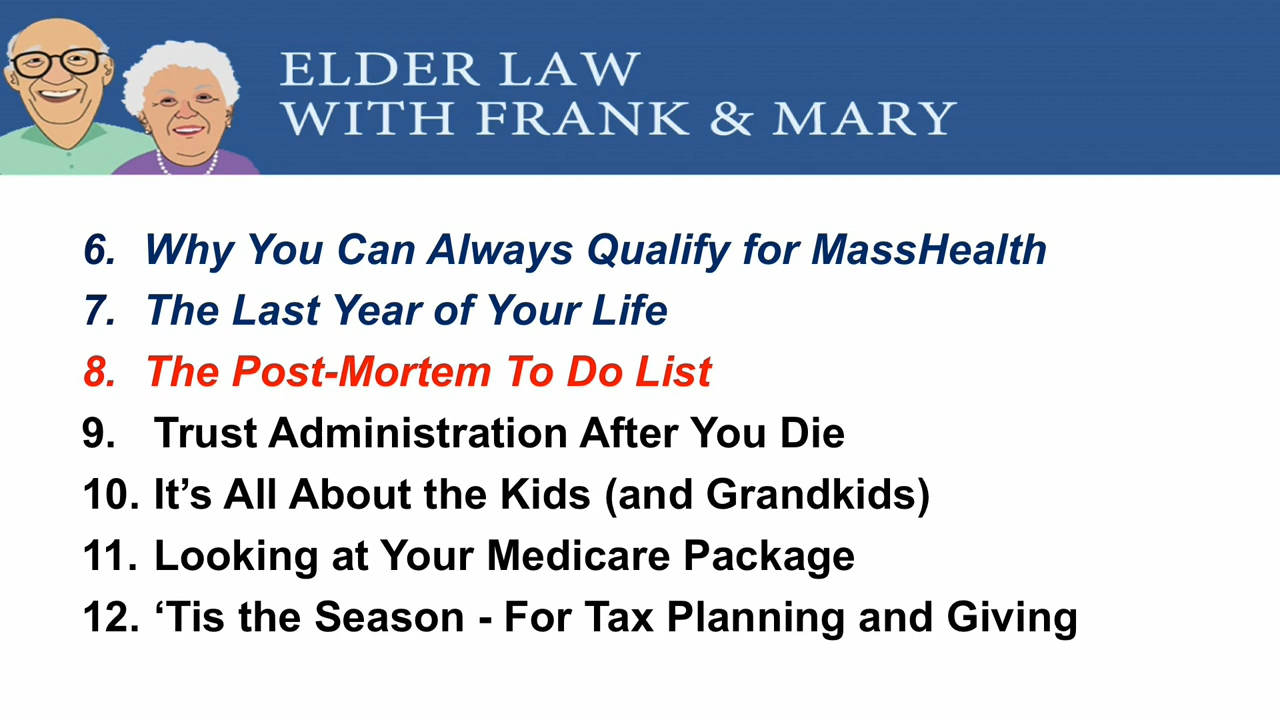 ELDER LAW
WITH FRANK & MARY
6. Why You Can Always Qualify for MassHealth
7. The Last Year of Your Life
8. The Post-Mortem To Do List
9. Trust Administration After You Die
10. It’s All About the Kids (and Grandkids)
11. Looking at Your Medicare Package
12. ‘Tis the Season - For Tax Planning and Giving